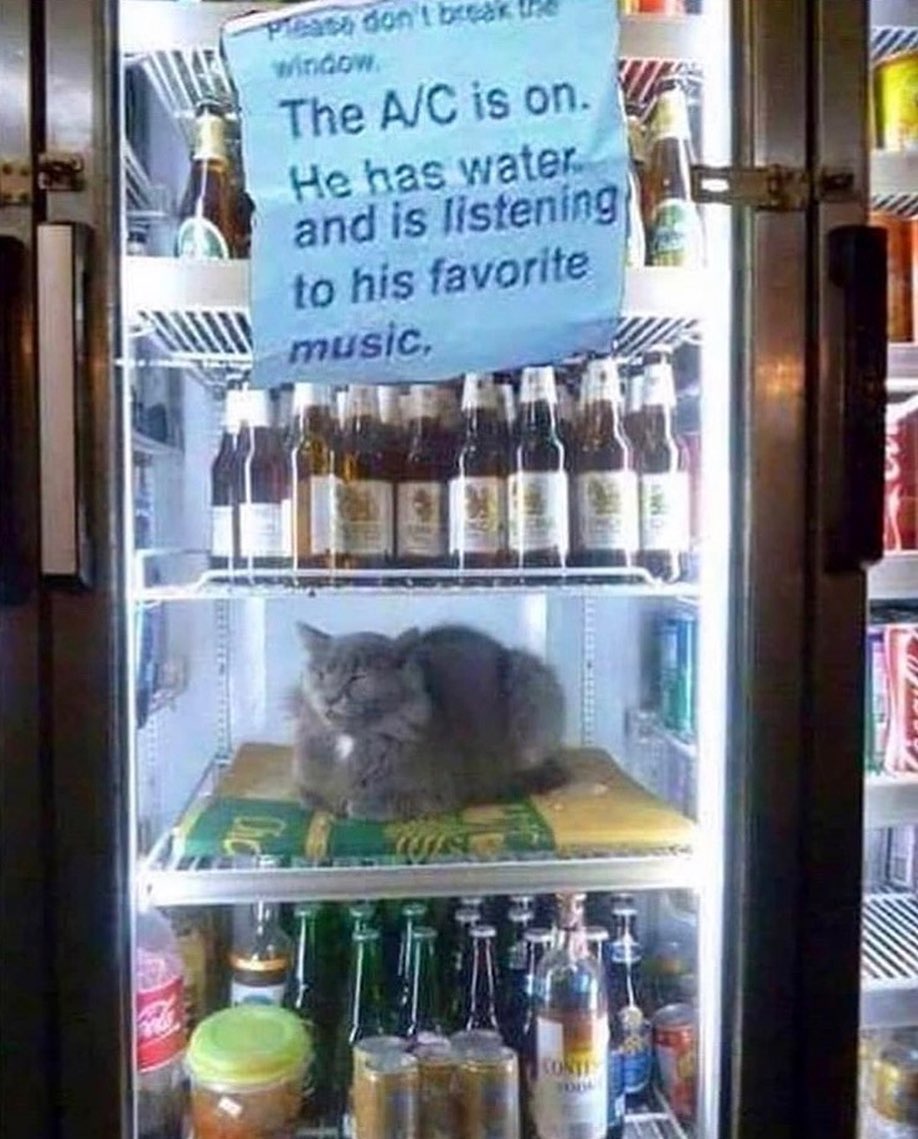 Please don't break the
window.
The A/C is on.
He has water
and is listening
to his favorite
music.